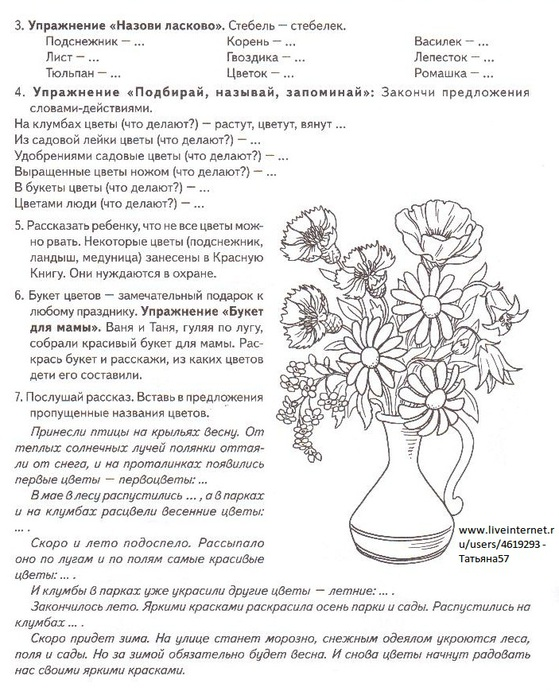 3. Упражнение «Назови ласково». Стебель — стебелек.
Подснежник — ... Корень — ... Василек — ...
Лист — ... Гвоздика — ... Лепесток — ...
Тюльпан — ... Цветок — ... Ромашка — ...
4. Упражнение «Подбирай, называй, запоминай»: Закончи предложения
словами-действиями.
На клумбах цветы (что делают?) — растут, цветут, вянут ...
Из садовой лейки цветы (что делают?) — ...
Удобрениями садовые цветы (что делают?) — ...
Выращенные цветы ножом (что делают?) — ...
В букеты цветы (что делают?) — ...
Цветами люди (что делают?) — ...
5. Рассказать ребенку, что не все цветы мож-
но рвать. Некоторые цветы (подснежник,
ландыш, медуница) занесены в Красную
Книгу. Они нуждаются в охране.
6. Букет цветов — замечательный подарок к
любому празднику. Упражнение «Букет
для мамы». Ваня и Таня, гуляя по лугу,
собрали красивый букет для мамы. Рас-
крась букет и расскажи, из каких цветов
дети его составили.
7. Послушай рассказ. Вставь в предложения
пропущенные названия цветов.
Принесли птицы на крыльях весну. От
теплых солнечных лучей полянки оттая-
ли от снега, и на проталинках появились
первые цветы — первоцветы: ...
В мае в лесу распустились ... , а в парках
и на клумбах расцвели весенние цветы:
... .
Скоро и лето подоспело. Рассыпало
оно по лугам и по полям самые красивые
цветы: ... .
И клумбы в парках уже украсили другие цветы — летние: ... .
Закончилось лето. Яркими красками раскрасила осень парки и сады. Распустились на
клумбах ... .
Скоро придет зима. На улице станет морозно, снежным одеялом укроются леса,
поля и сады. Но за зимой обязательно будет весна. И снова цветы начнут радовать
нас своими яркими красками.
www.liveinternet.r
u/users/4619293 -
Татьяна57